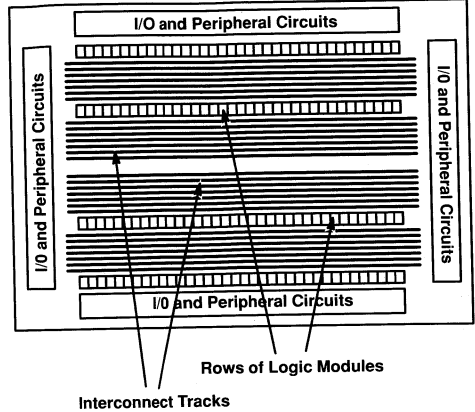 I/O and Peripheral Circuits
I/0 and Peripheral Circuits
I/0 and Peripheral Circuits
I/0 and Peripheral Circuits
Rows of Logic Modules
Interconnect Tracks